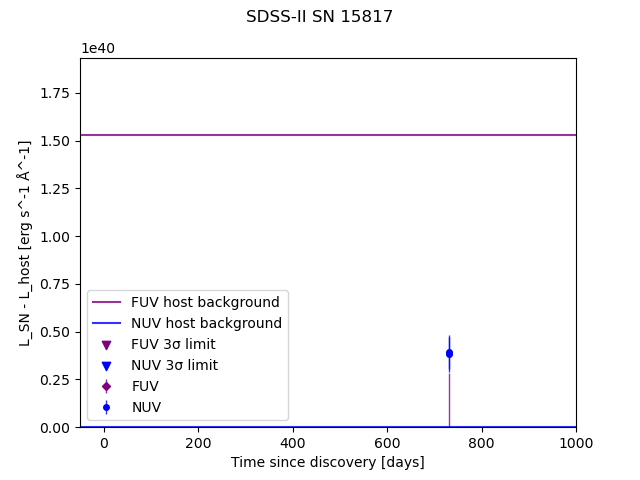 SDSS-II SN 15817
1e40
1.75
1.50
1.25
1.00
0.75
0.50
0.25
0.00
L_SN - L_host [erg s^-1 Å^-1]
FUV host background
NUV host background
FUV 3σ limit
NUV 3σ limit
FUV
NUV
0 200 400 600 800 1000
Time since discovery [days]